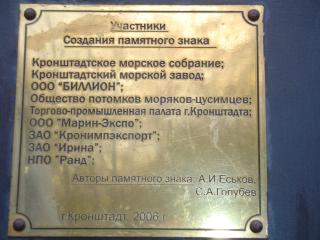 Участники
Создания памятного знака
Кронштадтское морское собрание;
Кронштадтский морской завод;
ООО "БИЛЛИОН";
Общество потомков моряков-цусимцев;
Торгово-промышленная палата г.Кронштадта;
ООО "Марин-Экспо";
ЗАО "Кронимпэкспорт";
ЗАО "Ирина";
НПО "Ранд";
Авторы памятного знака: А.И.Еськов,
С.А.Голубев
г.Кронштадт, 2006 г.